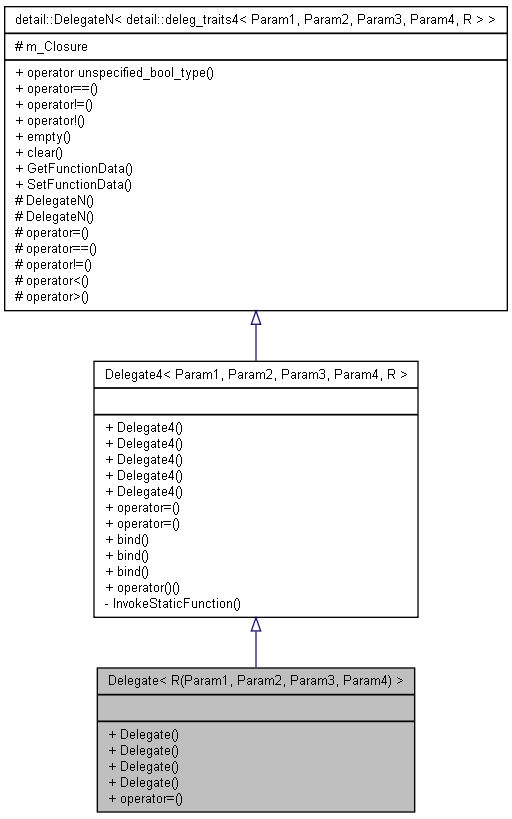 detail::DelegateN< detail::deleg_traits4< Param1, Param2, Param3, Param4, R > >
# m_Closure
+ operator unspecified_bool_type()
+ operator==()
+ operator!=()
+ operator!()
+ empty()
+ clear()
+ GetFunctionData()
+ SetFunctionData()
# DelegateN()
# DelegateN()
# operator=()
# operator==()
# operator!=()
# operator<()
# operator>()
Delegate4< Param1, Param2, Param3, Param4, R >
+ Delegate4()
+ Delegate4()
+ Delegate4()
+ Delegate4()
+ Delegate4()
+ operator=()
+ operator=()
+ bind()
+ bind()
+ bind()
+ operator()()
- InvokeStaticFunction()
Delegate< R(Param1, Param2, Param3, Param4) >
+ Delegate()
+ Delegate()
+ Delegate()
+ Delegate()
+ operator=()